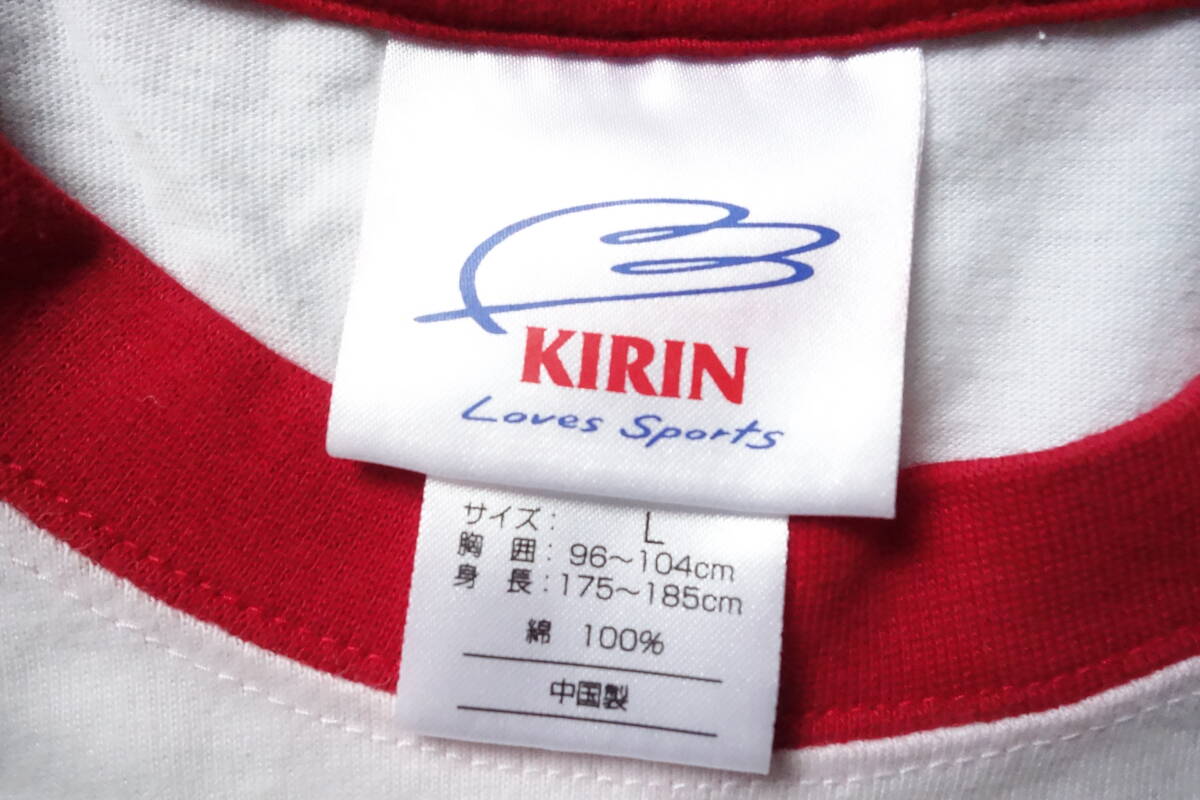 KIRIN
Loves Sports
サイズ: L
胸 囲: 96～104cm
身 長: 175～185cm
綿 100%
中国製